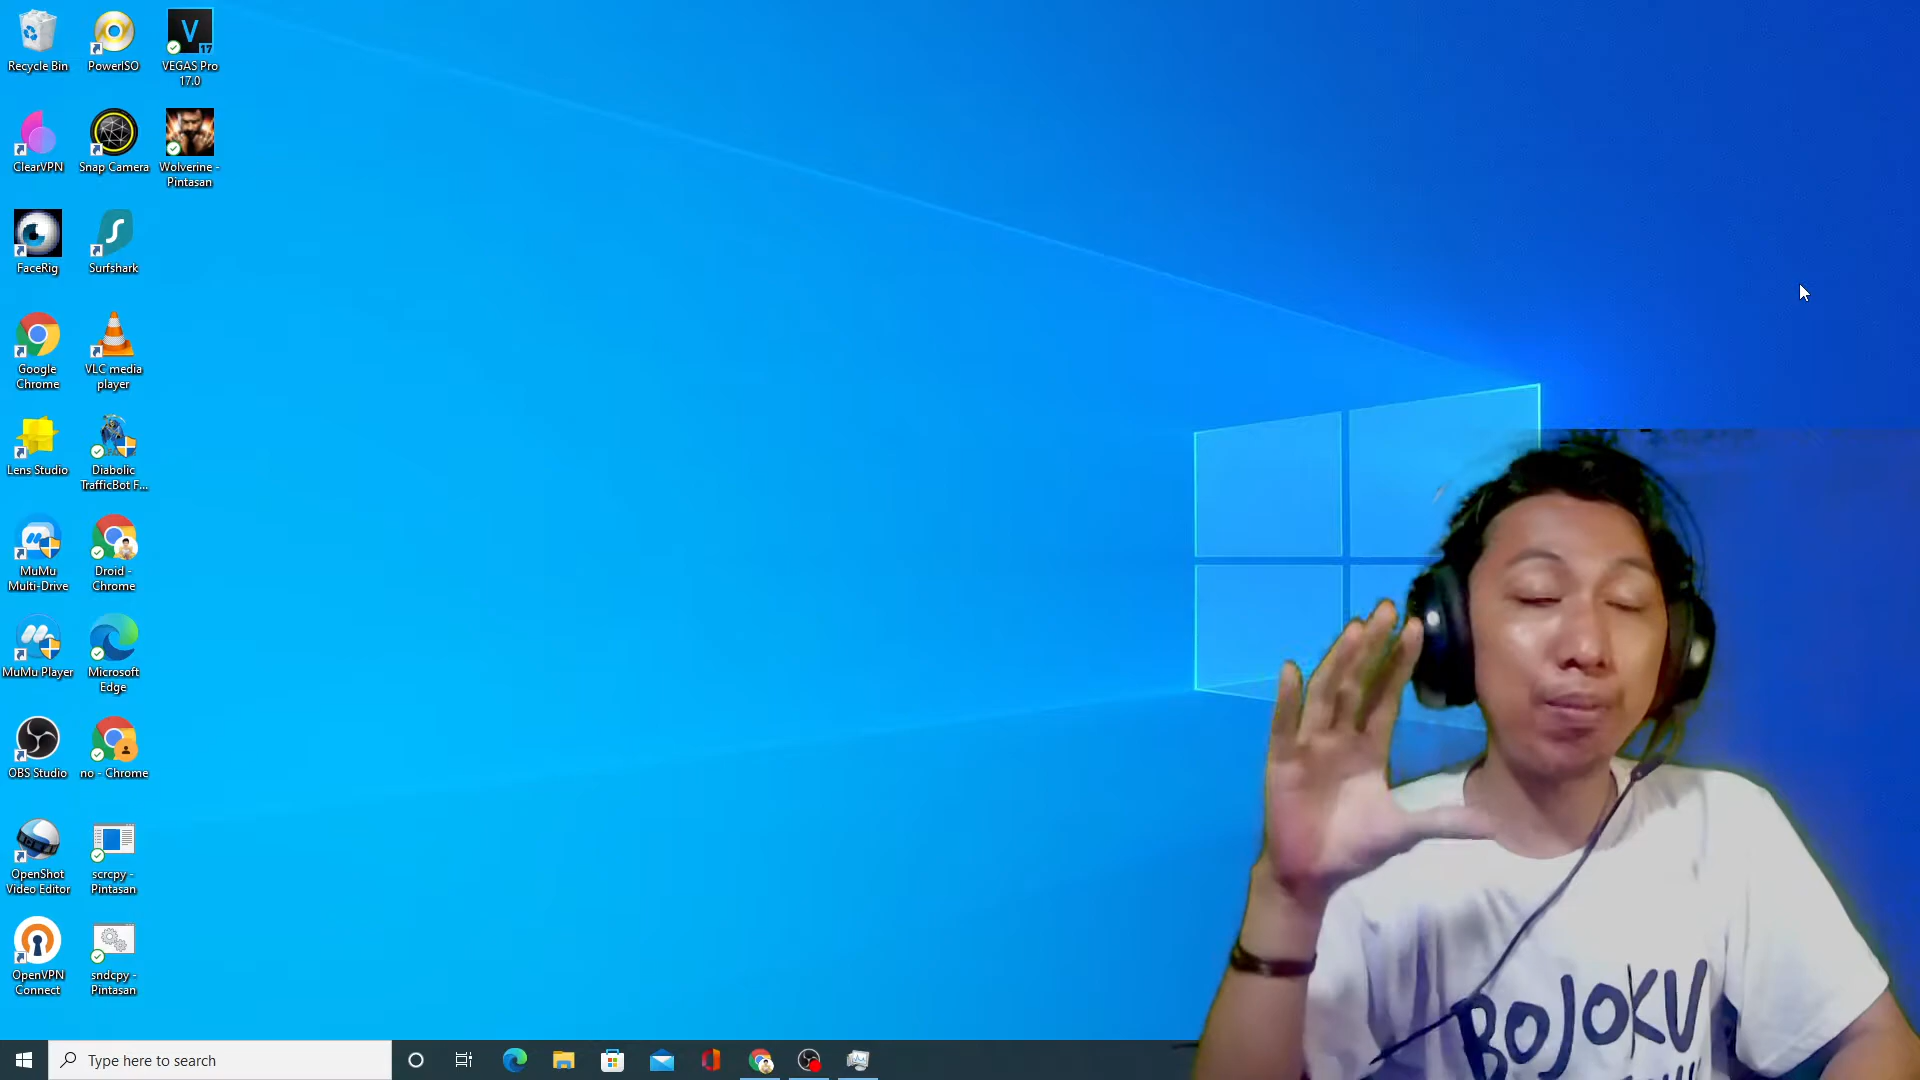 Recycle Bin
PowerISO
VEGAS Pro
17.0
ClearVPN
Snap Camera
Wolverine -
Pintasan
FaceRig
Surfshark
Google
Chrome
VLC media
player
Lens Studio
Diabolic
TrafficBot F...
MuMu
Multi-Drive
Droid -
Chrome
MuMu Player
Microsoft
Edge
OBS Studio
no - Chrome
OpenShot
Video Editor
scrcpy -
Pintasan
OpenVPN
Connect
sndcpy -
Pintasan
BOJOKU
Type here to search